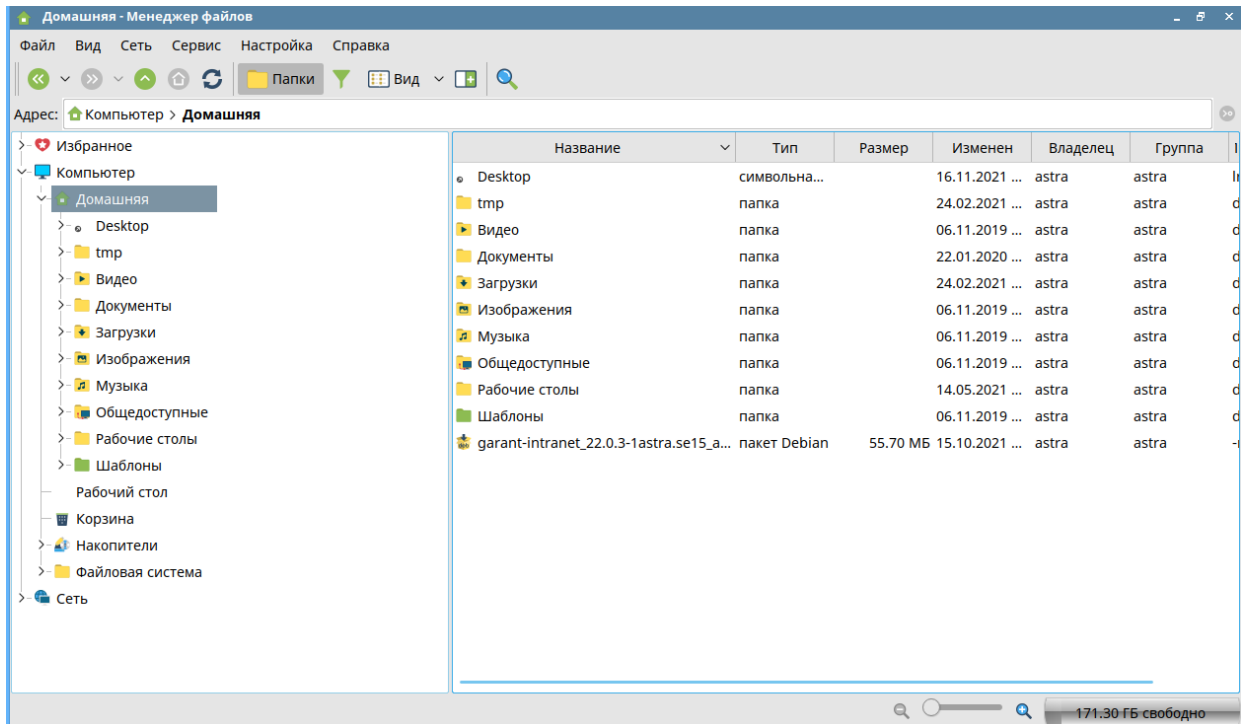 Домашняя - Менеджер файлов
Файл Вид Сеть Сервис Настройка Справка
Папки Вид
Адрес: Компьютер > Домашняя
Избранное
Компьютер
Домашняя
Desktop
tmp
Видео
Документы
Загрузки
Изображения
Музыка
Общедоступные
Рабочие столы
Шаблоны
Рабочий стол
Корзина
Накопители
Файловая система
Сеть
Название Тип Размер Изменен Владелец Группа
Desktop символьна... 16.11.2021 ... astra astra
tmp папка 24.02.2021 ... astra astra d
Видео папка 06.11.2019 ... astra astra d
Документы папка 22.01.2020 ... astra astra d
Загрузки папка 24.02.2021 ... astra astra d
Изображения папка 06.11.2019 ... astra astra d
Музыка папка 06.11.2019 ... astra astra d
Общедоступные папка 06.11.2019 ... astra astra d
Рабочие столы папка 14.05.2021 ... astra astra d
Шаблоны папка 06.11.2019 ... astra astra d
garant-intranet_22.0.3-1astra.se15_a... пакет Debian 55.70 МБ 15.10.2021 ... astra astra
171.30 ГБ свободно